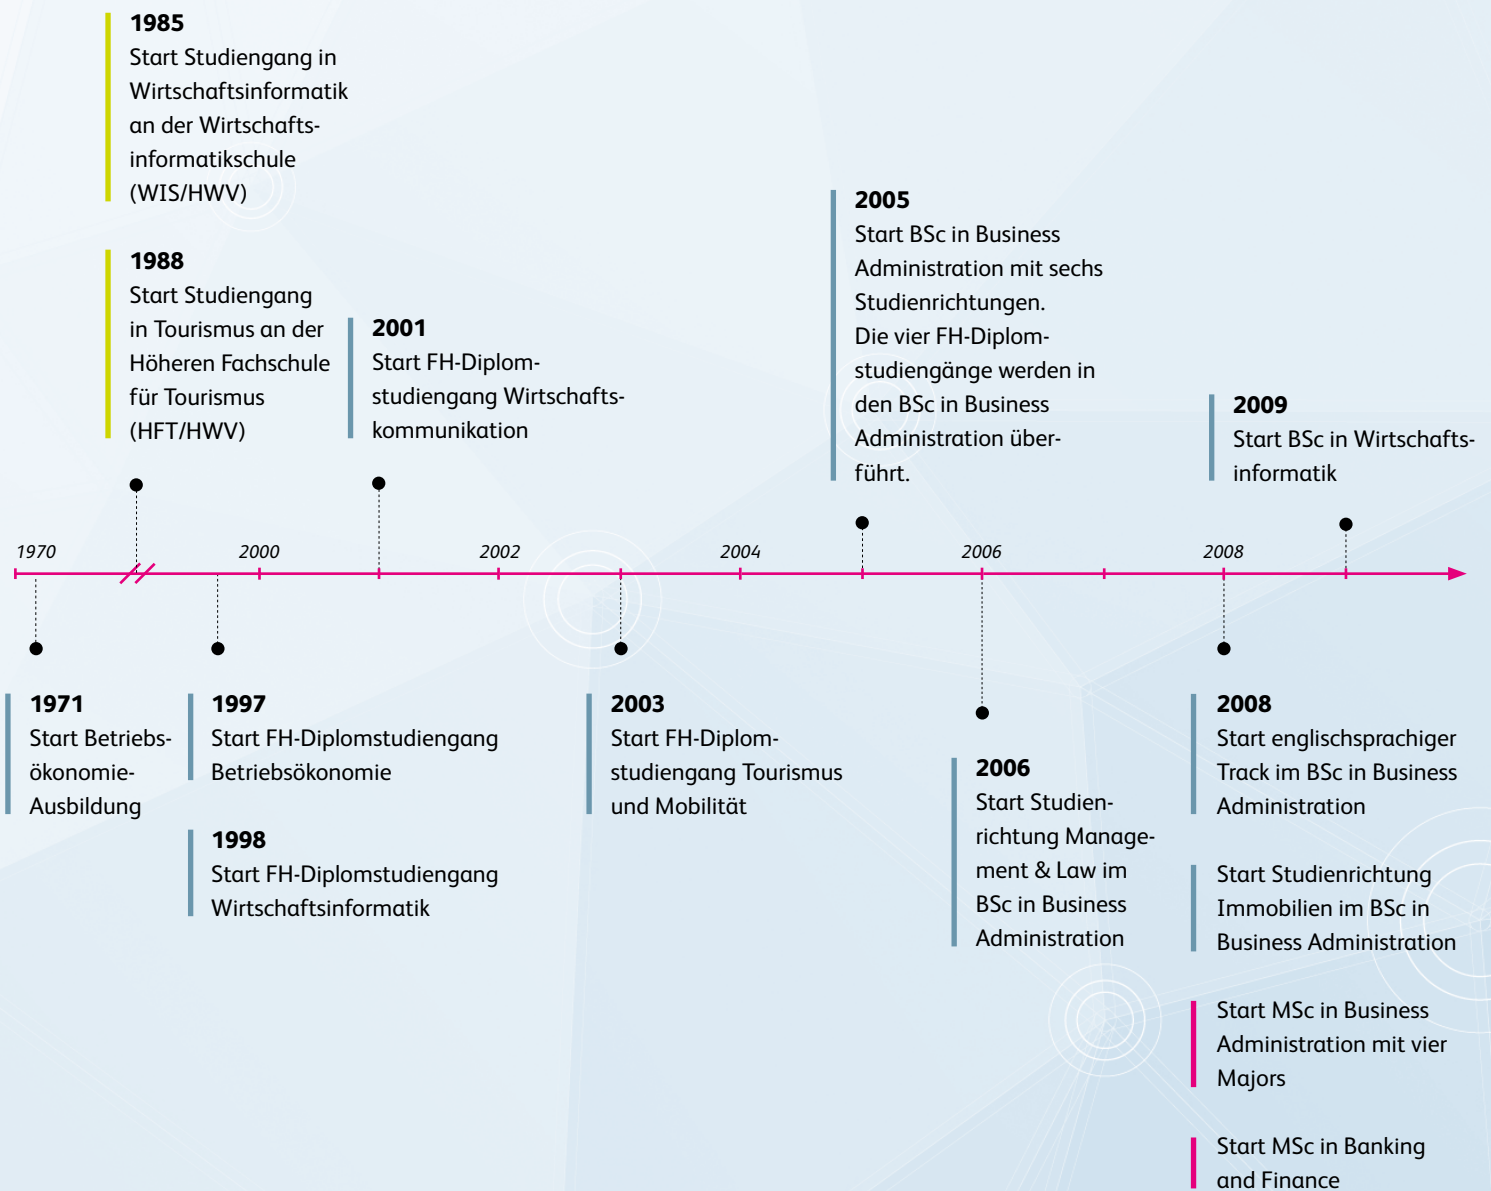 1985
Start Studiengang in
Wirtschaftsinformatik
an der Wirtschafts-
informatikschule
(WIS/HWV)
1988
Start Studiengang
in Tourismus an der
Höheren Fachschule
für Tourismus
(HFT/HWV)
2001
Start FH-Diplom-
studiengang Wirtschafts-
kommunikation
2005
Start BSc in Business
Administration mit sechs
Studienrichtungen.
Die vier FH-Diplom-
studiengänge werden in
den BSc in Business
Administration über-
führt.
2009
Start BSc in Wirtschafts-
informatik
1970 2000 2002 2004 2006 2008
1971
Start Betriebs-
ökonomie-
Ausbildung
1997
Start FH-Diplomstudiengang
Betriebsökonomie
1998
Start FH-Diplomstudiengang
Wirtschaftsinformatik
2003
Start FH-Diplom-
studiengang Tourismus
und Mobilität
2006
Start Studien-
richtung Manage-
ment & Law im
BSc in Business
Administration
2008
Start englischsprachiger
Track im BSc in Business
Administration
Start Studienrichtung
Immobilien im BSc in
Business Administration
Start MSc in Business
Administration mit vier
Majors
Start MSc in Banking
and Finance